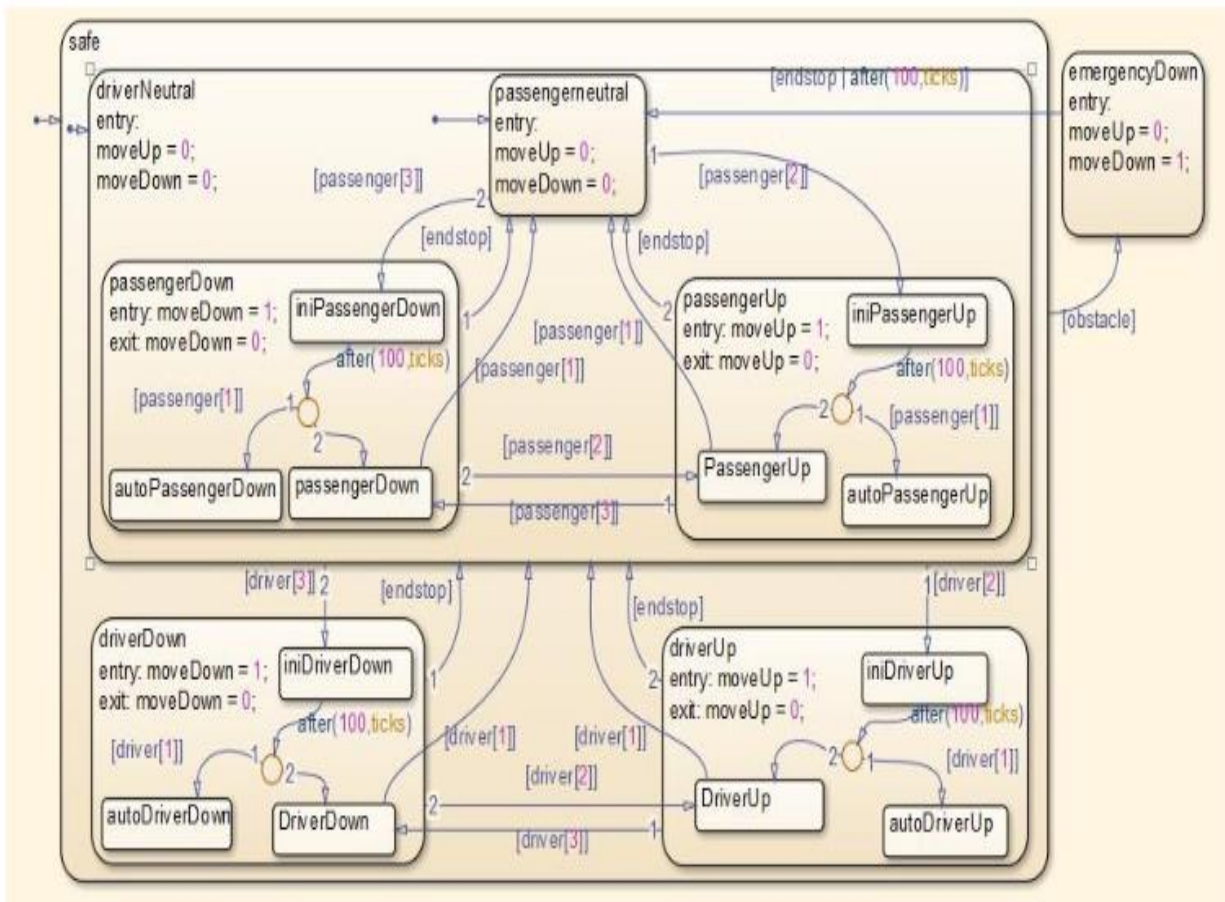 safe
driverNeutral
entry:
moveUp = 0;
moveDown = 0;
passengerneutral
entry:
moveUp = 0;
moveDown = 0;
[endstop | after(100,ticks)]
emergencyDown
entry:
moveUp = 0;
moveDown = 1;
[passenger[3]]
2
1
[passenger[2]]
[endstop]
[endstop]
[obstacle]
passengerDown
entry: moveDown = 1;
exit: moveDown = 0;
iniPassengerDown
after(100,ticks)
[passenger[1]]
1
2
autoPassengerDown
passengerDown
1
[passenger[1]]
[passenger[1]]
2
passengerUp
entry: moveUp = 1;
exit: moveUp = 0;
iniPassengerUp
after(100,ticks)
2
1
[passenger[1]]
PassengerUp
autoPassengerUp
[passenger[2]]
2
[passenger[3]]
1
[driver[3]]
2
[endstop]
[endstop]
1
[driver[2]]
driverDown
entry: moveDown = 1;
exit: moveDown = 0;
iniDriverDown
after(100,ticks)
[driver[1]]
1
2
autoDriverDown
DriverDown
1
[driver[1]]
[driver[1]]
2
[driver[2]]
2
[driver[3]]
1
driverUp
entry: moveUp = 1;
exit: moveUp = 0;
iniDriverUp
after(100,ticks)
2
1
[driver[1]]
DriverUp
autoDriverUp